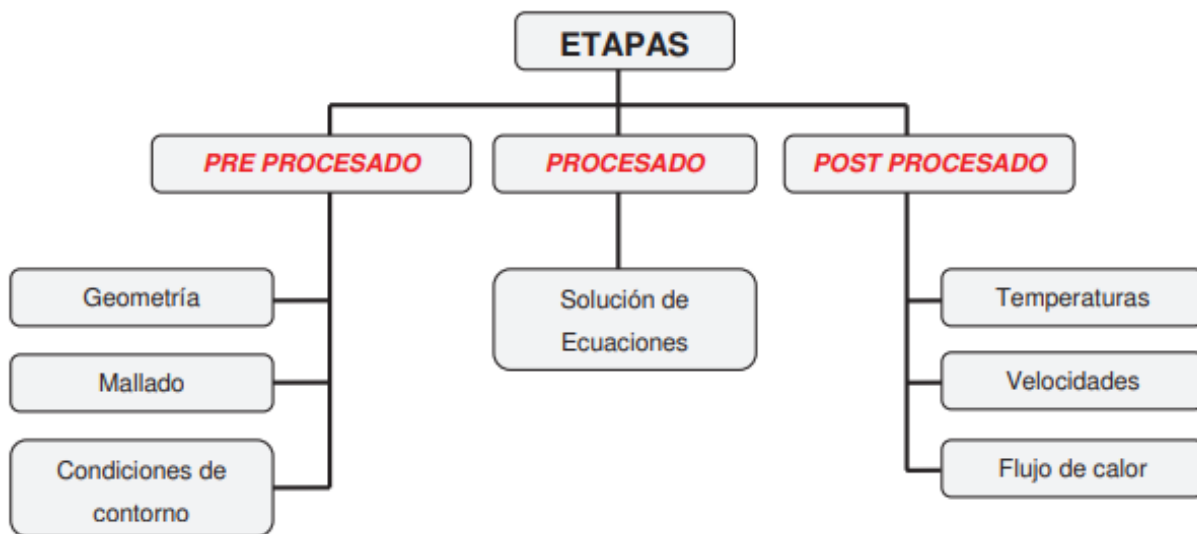 ETAPAS
PRE PROCESADO
PROCESADO
POST PROCESADO
Geometría
Mallado
Condiciones de
contorno
Solución de
Ecuaciones
Temperaturas
Velocidades
Flujo de calor